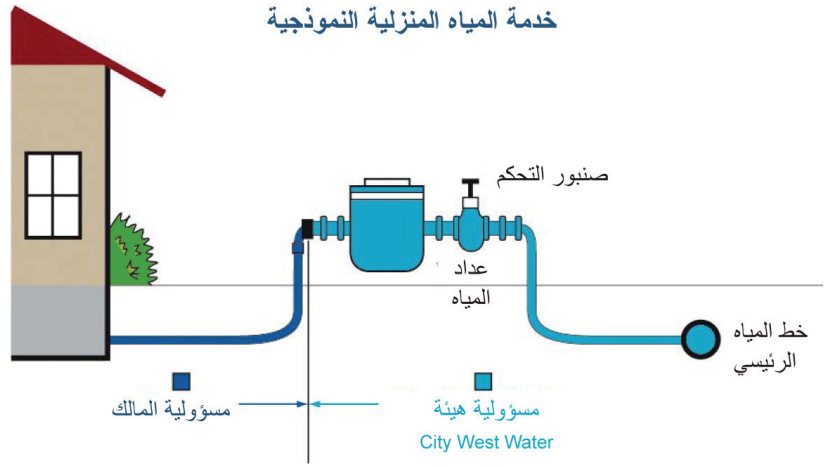 خدمة المياه المنزلية النموذجية
صنبور التحكم
عداد
المياه
خط المياه
الرئيسي
مسؤولية المالك
مسؤولية هيئة
City West Water